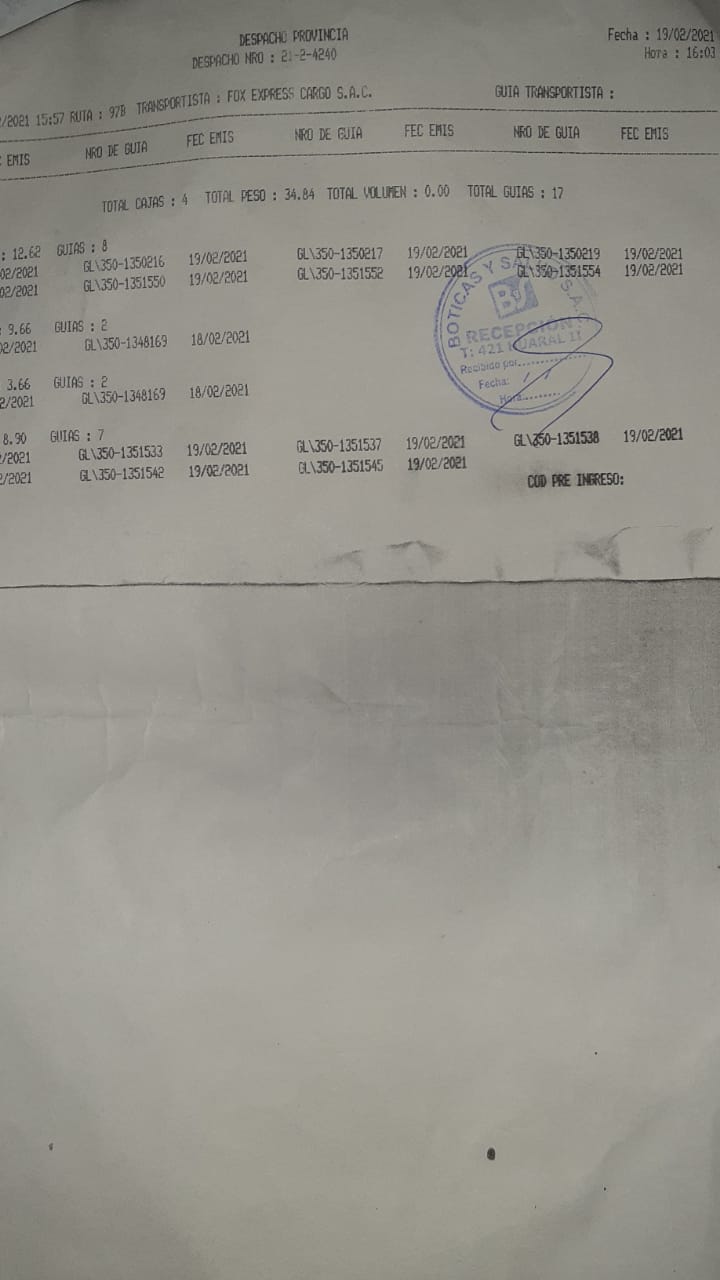 DESPACHO PROVINCIA
Fecha : 19/02/2021
DESPACHO NRO : 21-2-4240
Hora : 16:03
/2021 15:57 RUTA : 97B TRANSPORTISTA : FOX EXPRESS CARGO S.A.C. GUIA TRANSPORTISTA :
EMIS NRO DE GUIA FEC EMIS NRO DE GUIA FEC EMIS NRO DE GUIA FEC EMIS
TOTAL CAJAS : 4 TOTAL PESO : 34.84 TOTAL VOLUMEN : 0.00 TOTAL GUIAS : 17
: 12.62 GUIAS : 8
02/2021 GL\350-1350216 19/02/2021 GL\350-1350217 19/02/2021 GL\350-1350219 19/02/2021
02/2021 GL\350-1351550 19/02/2021 GL\350-1351552 19/02/2021 GL\350-1351554 19/02/2021
: 9.66 GUIAS : 2
02/2021 GL\350-1348169 18/02/2021
3.66 GUIAS : 2
2/2021 GL\350-1348169 18/02/2021
8.90 GUIAS : 7
/2021 GL\350-1351533 19/02/2021 GL\350-1351537 19/02/2021 GL\350-1351538 19/02/2021
2/2021 GL\350-1351542 19/02/2021 GL\350-1351545 19/02/2021
COD PRE INGRESO:
BOTICAS Y S.A.C.
RECEPCIÓN
T: 421 HUARAL II
Recibido por
Fecha: / /
Hora